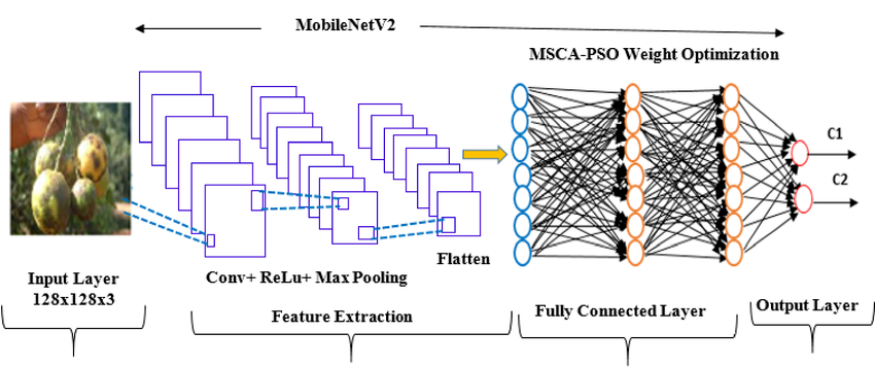 MobileNetV2
MSCA-PSO Weight Optimization
C1
C2
Flatten
Input Layer
128x128x3
Conv+ ReLu+ Max Pooling
Feature Extraction
Fully Connected Layer
Output Layer